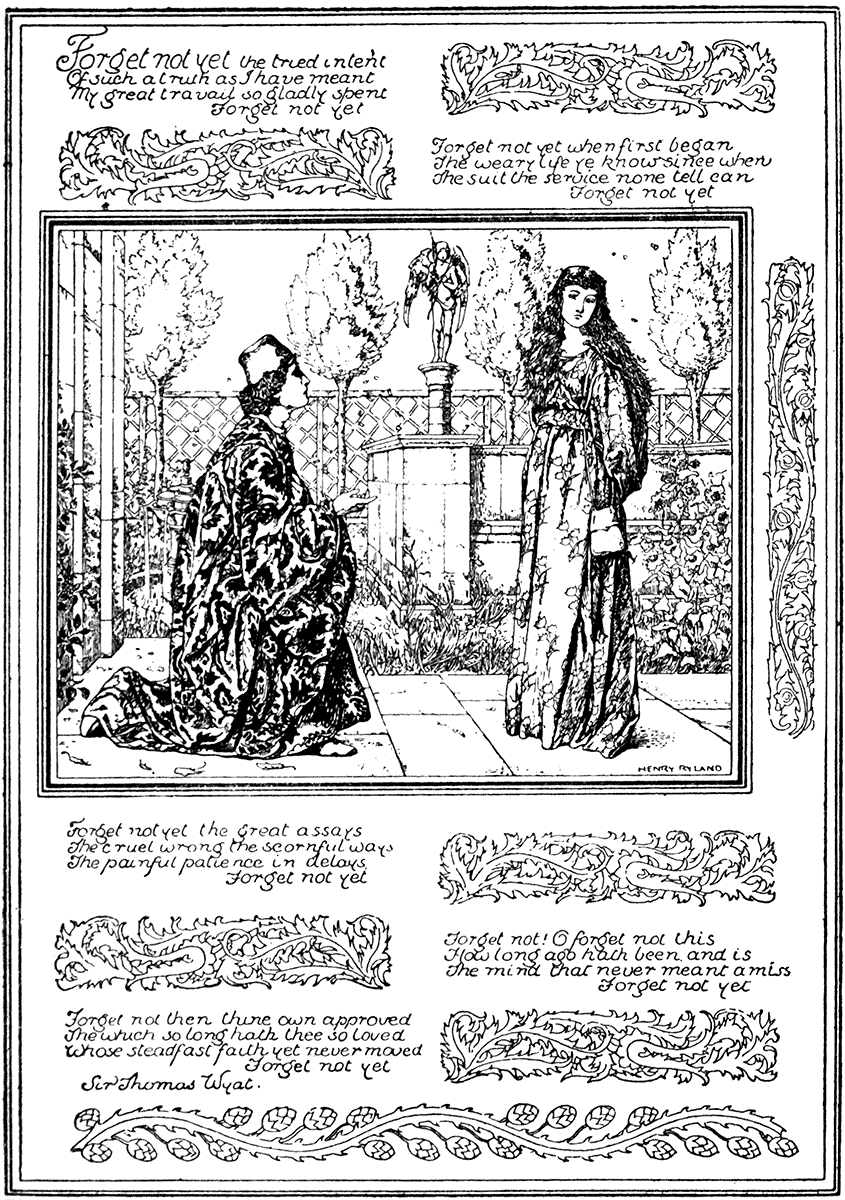 Forget not yet the tried intent
Of such a truth as I have meant
My great travail so gladly spent
Forget not yet
Forget not yet when first began
The weary life ye know since when
The suit the service none tell can
Forget not yet
HENRY RYLAND
Forget not yet the great assays
The cruel wrong the scornful ways
The painful patience in delays
Forget not yet
Forget not! O forget not this
How long ago hath been and is
The mind that never meant amiss
Forget not yet
Forget not then thine own approved
The which so long hath thee so loved
Whose steadfast faith yet never moved
Forget not yet
Sir Thomas Wyat.